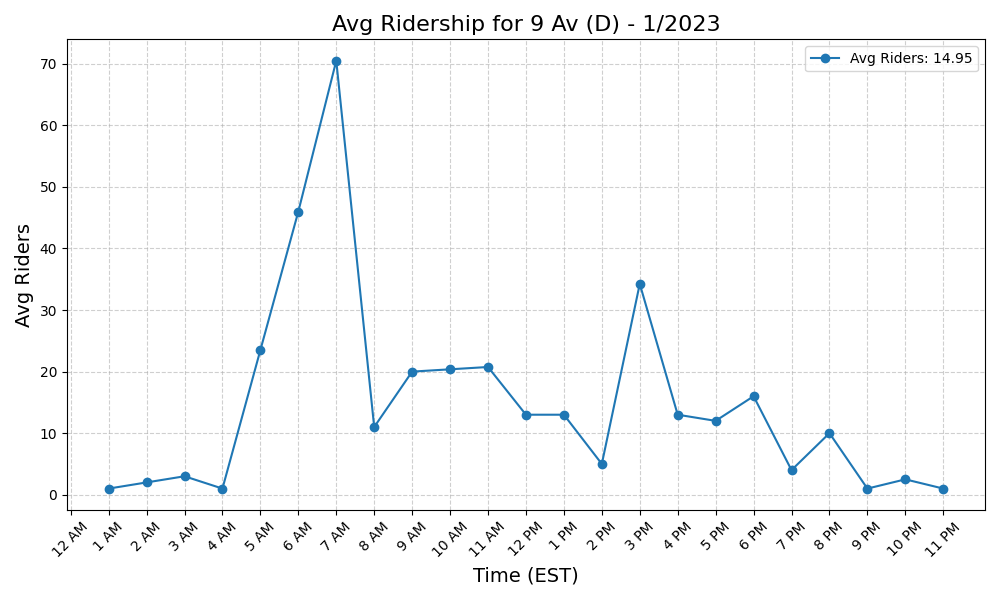 Avg Ridership for 9 Av (D) - 1/2023
Avg Riders: 14.95
Avg Riders
70
60
50
40
30
20
10
0
12 AM
1 AM
2 AM
3 AM
4 AM
5 AM
6 AM
7 AM
8 AM
9 AM
10 AM
11 AM
12 PM
1 PM
2 PM
3 PM
4 PM
5 PM
6 PM
7 PM
8 PM
9 PM
10 PM
11 PM
Time (EST)